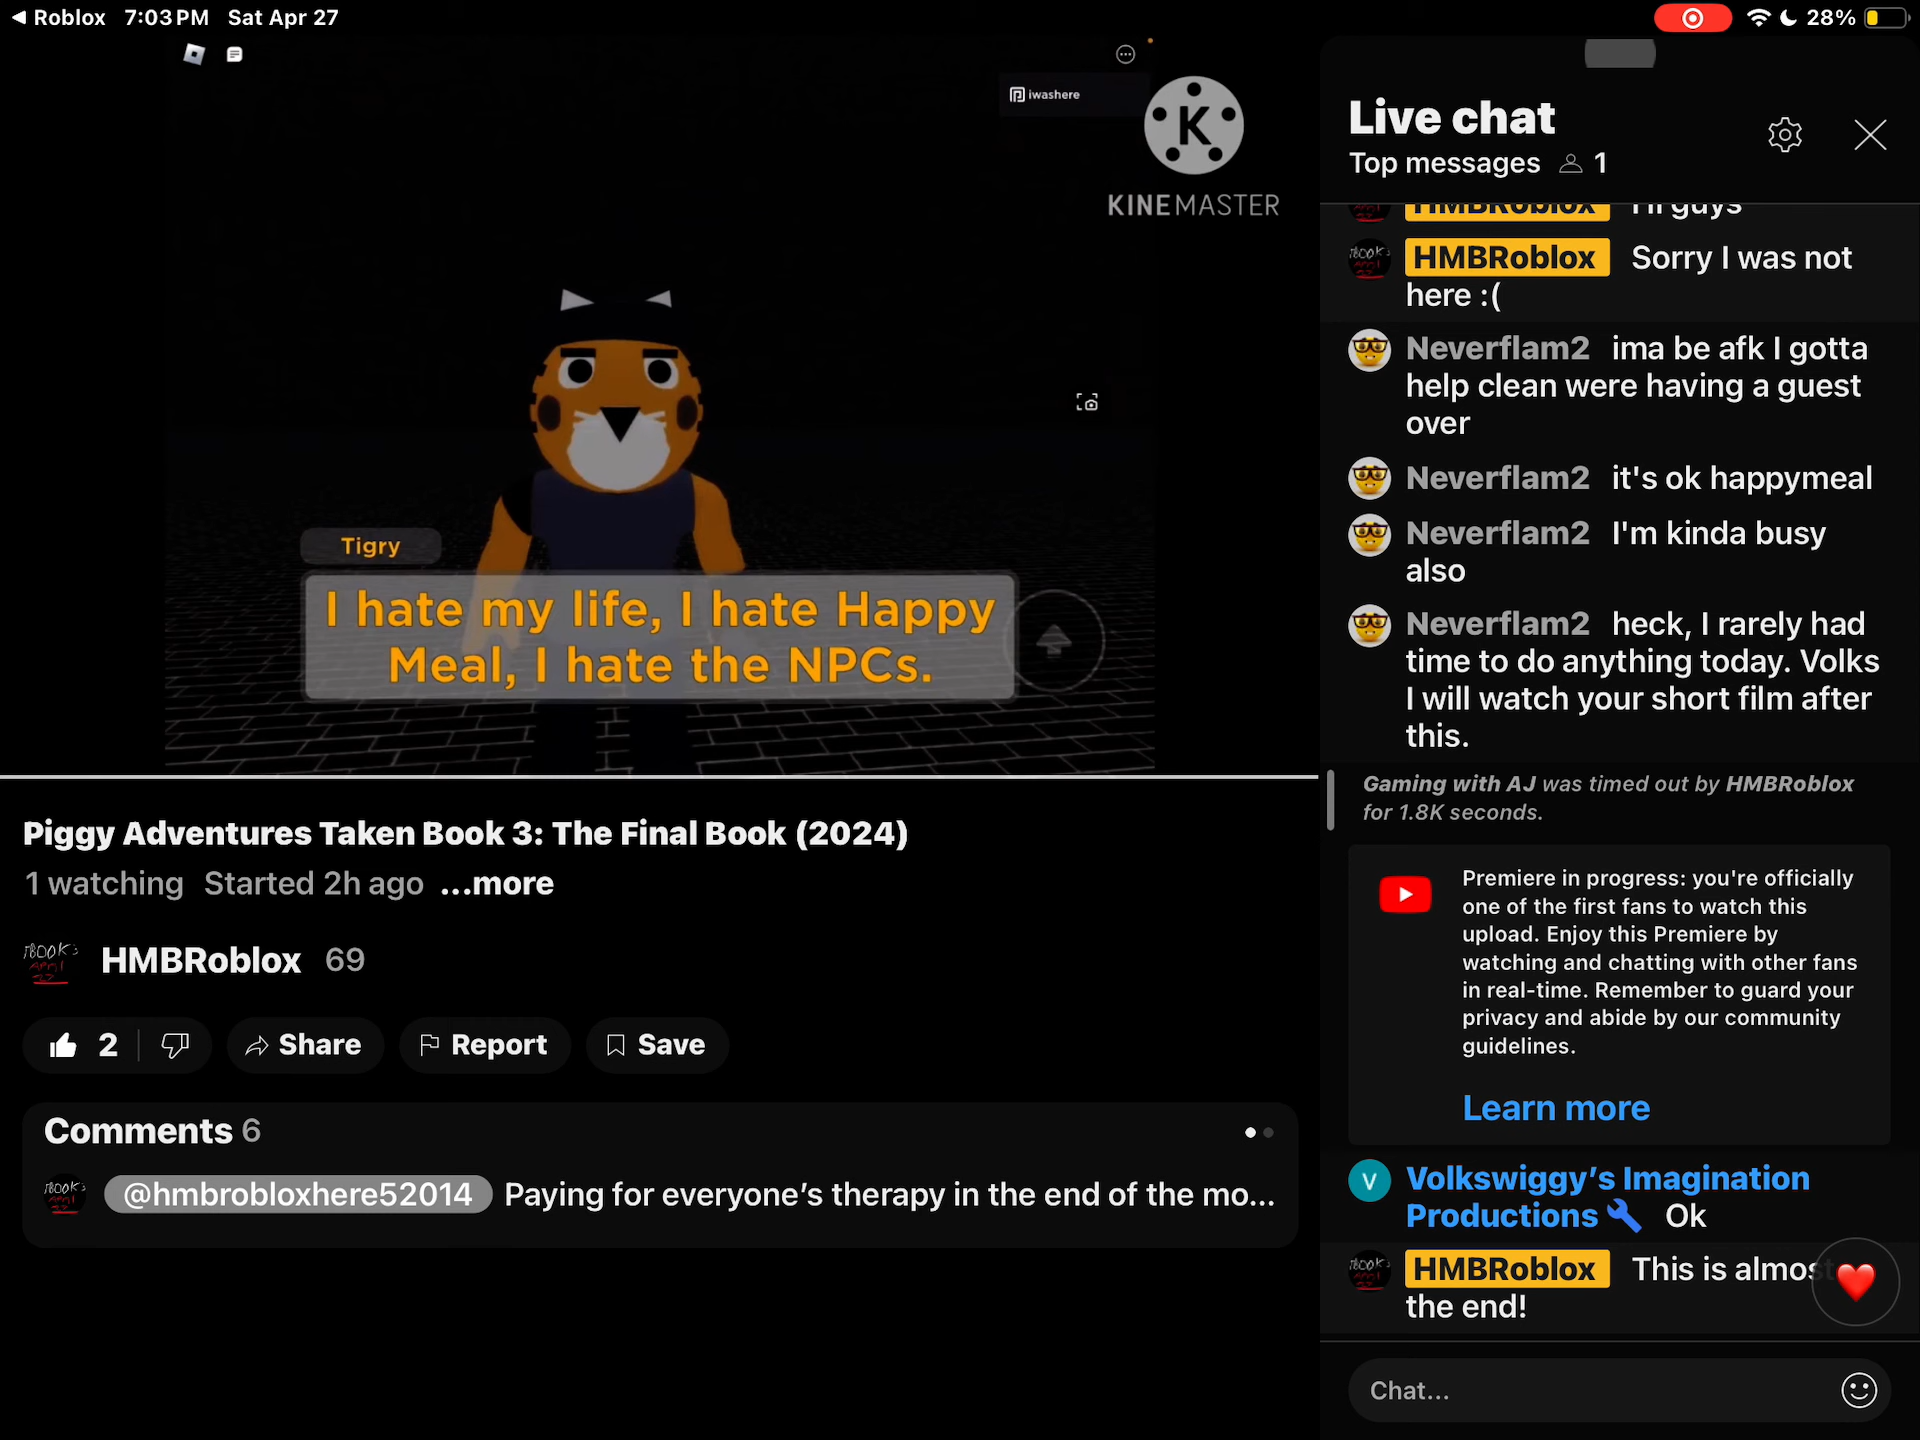 Roblox 7:03 PM Sat Apr 27
28%
iwashere
K
KINEMASTER
Tigry
I hate my life, I hate Happy
Meal, I hate the NPCs.
Piggy Adventures Taken Book 3: The Final Book (2024)
1 watching Started 2h ago ...more
HMBRoblox 69
2 Share Report Save
Comments 6
@hmbrobloxhere52014 Paying for everyone’s therapy in the end of the mo...
Live chat
Top messages 1
HMBRoblox Hi guys
HMBRoblox Sorry I was not
here :(
Neverflam2 ima be afk I gotta
help clean were having a guest
over
Neverflam2 it's ok happymeal
Neverflam2 I'm kinda busy
also
Neverflam2 heck, I rarely had
time to do anything today. Volks
I will watch your short film after
this.
Gaming with AJ was timed out by HMBRoblox
for 1.8K seconds.
Premiere in progress: you're officially
one of the first fans to watch this
upload. Enjoy this Premiere by
watching and chatting with other fans
in real-time. Remember to guard your
privacy and abide by our community
guidelines.
Learn more
V Volkswiggy’s Imagination
Productions Ok
HMBRoblox This is almost
the end!
Chat...